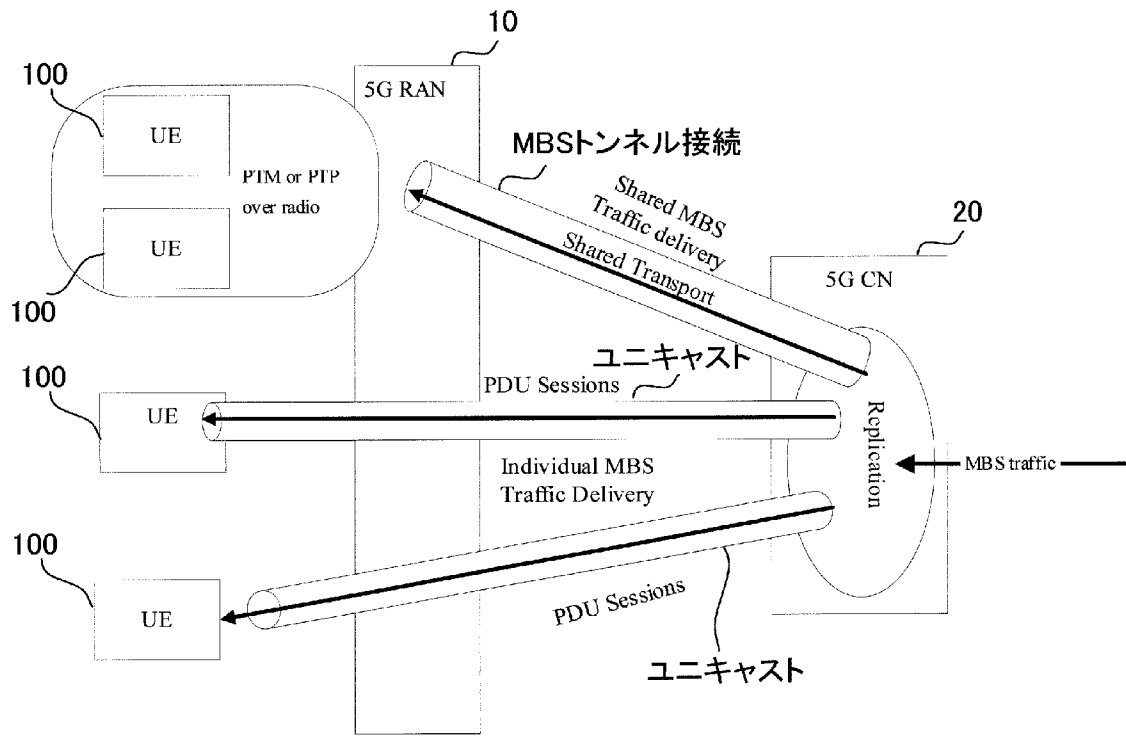 10
100
5G RAN
UE
MBSトンネル接続
PTM or PTP
over radio
Shared MBS
Traffic delivery
20
UE
Shared Transport
5G CN
100
ユニキャスト
100
PDU Sessions
UE
Replication
100
MBS traffic
Individual MBS
Traffic Delivery
100
PDU Sessions
UE
ユニキャスト